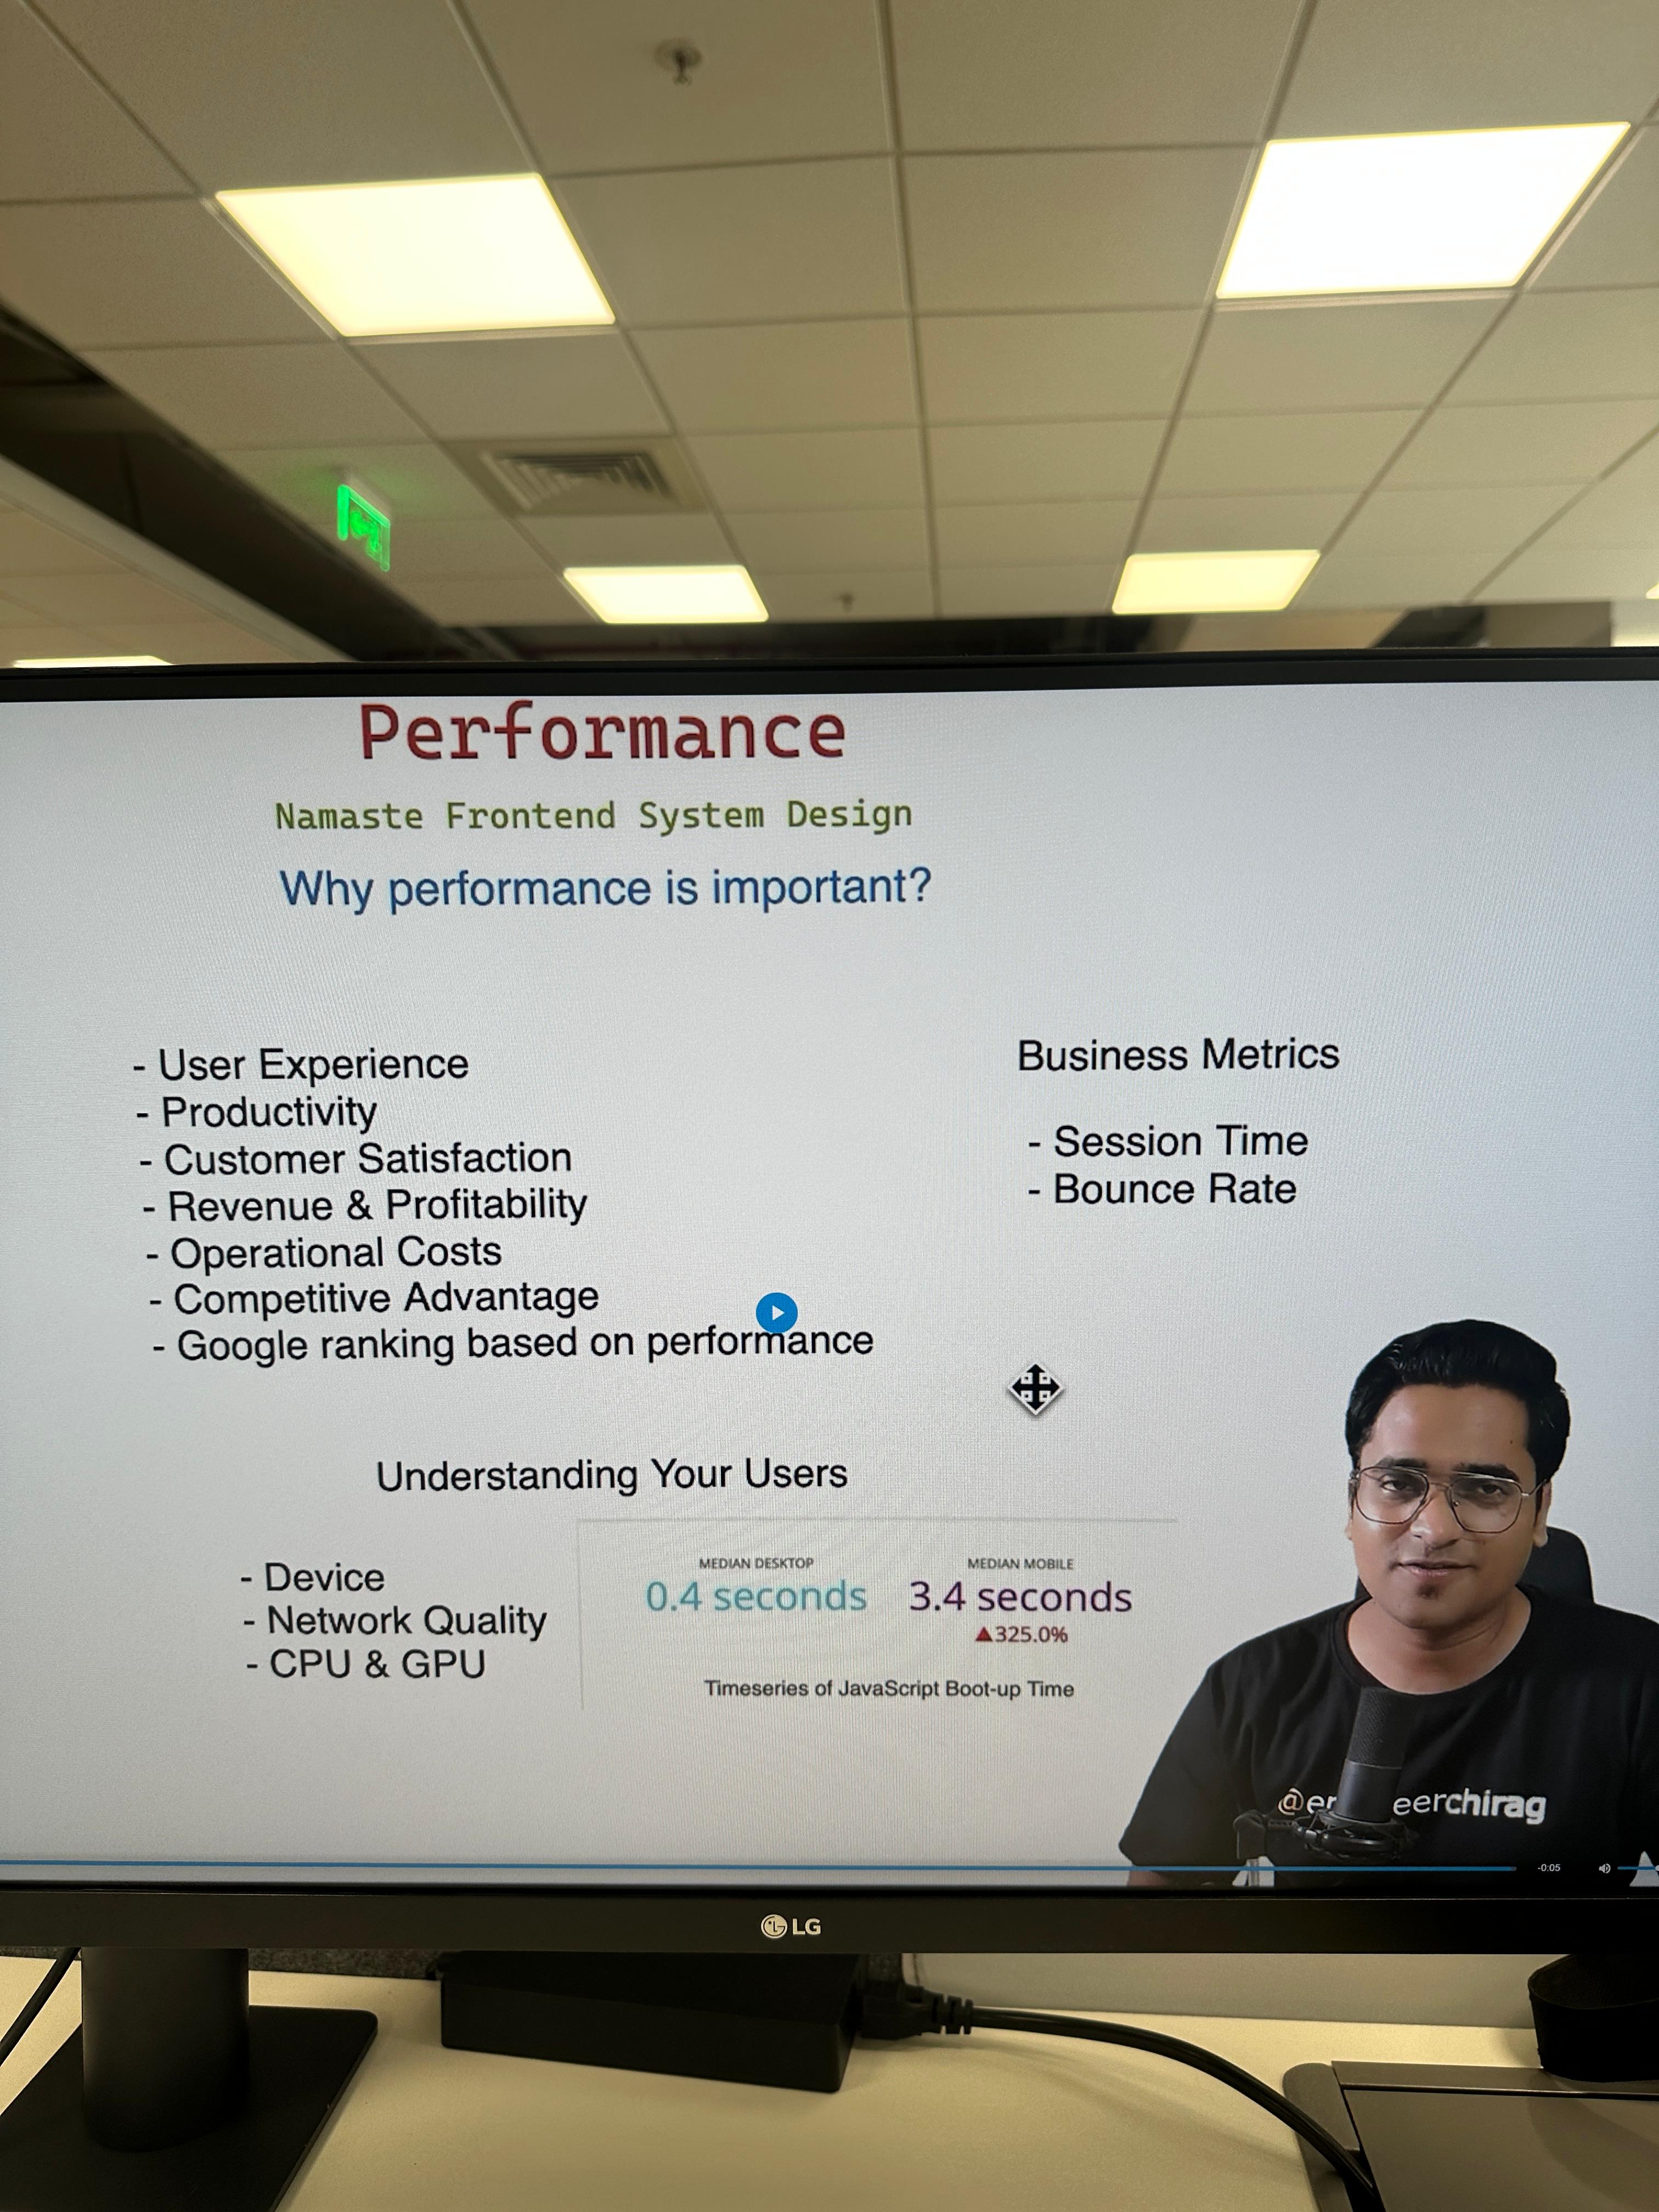 Performance
Namaste Frontend System Design
Why performance is important?
- User Experience
- Productivity
- Customer Satisfaction
- Revenue & Profitability
- Operational Costs
- Competitive Advantage
- Google ranking based on performance
Business Metrics
- Session Time
- Bounce Rate
Understanding Your Users
- Device
- Network Quality
- CPU & GPU
MEDIAN DESKTOP
0.4 seconds
MEDIAN MOBILE
3.4 seconds
▲325.0%
Timeseries of JavaScript Boot-up Time
@er eerchirag
-0:05
LG